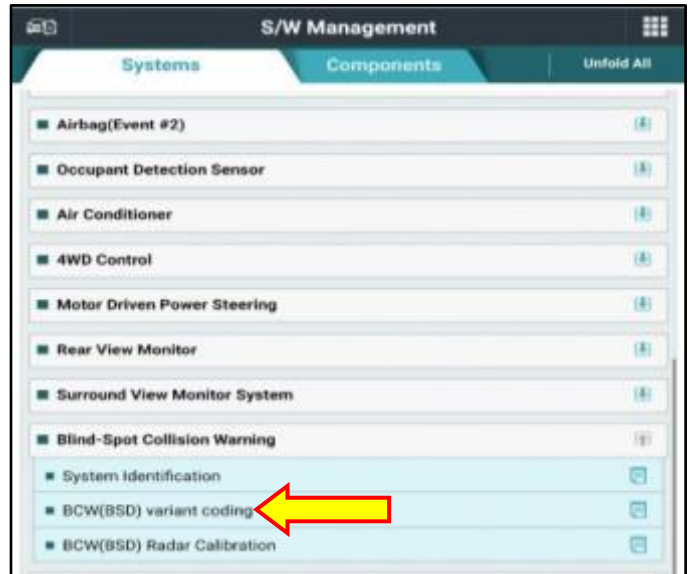 S/W Management
Systems
Components
Unfold All
Airbag(Event #2)
Occupant Detection Sensor
Air Conditioner
4WD Control
Motor Driven Power Steering
Rear View Monitor
Surround View Monitor System
Blind-Spot Collision Warning
System Identification
BCW(BSD) variant coding
BCW(BSD) Radar Calibration